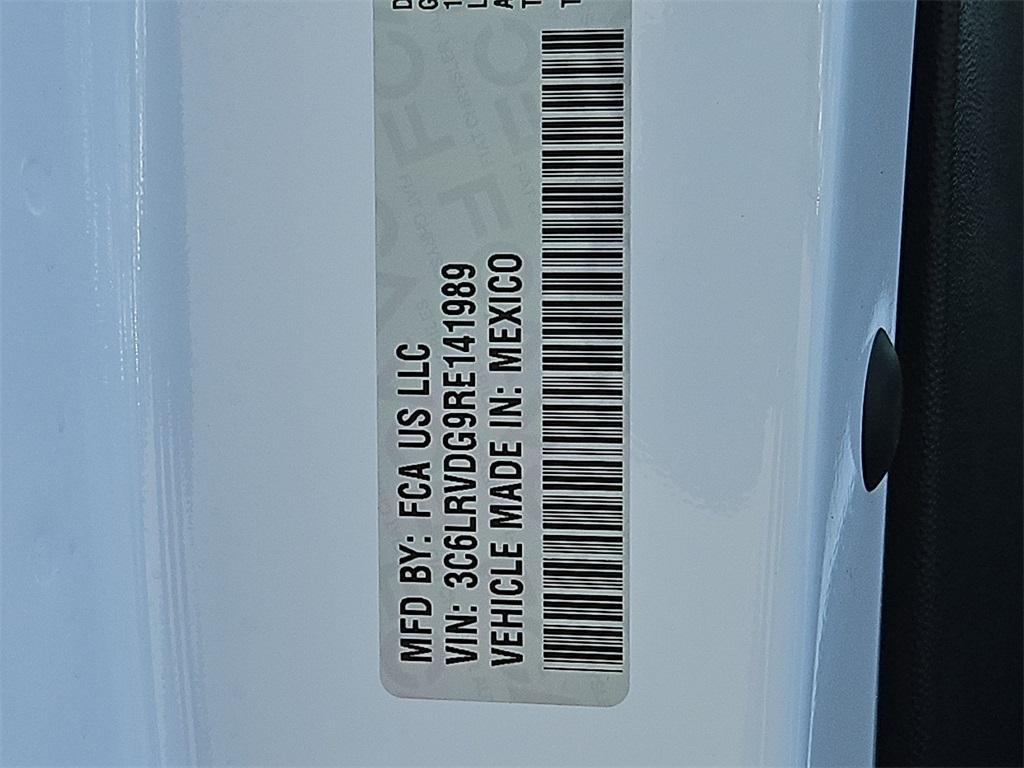 MFD BY: FCA US LLC
VIN: 3C6LRVDG9RE141989
VEHICLE MADE IN: MEXICO